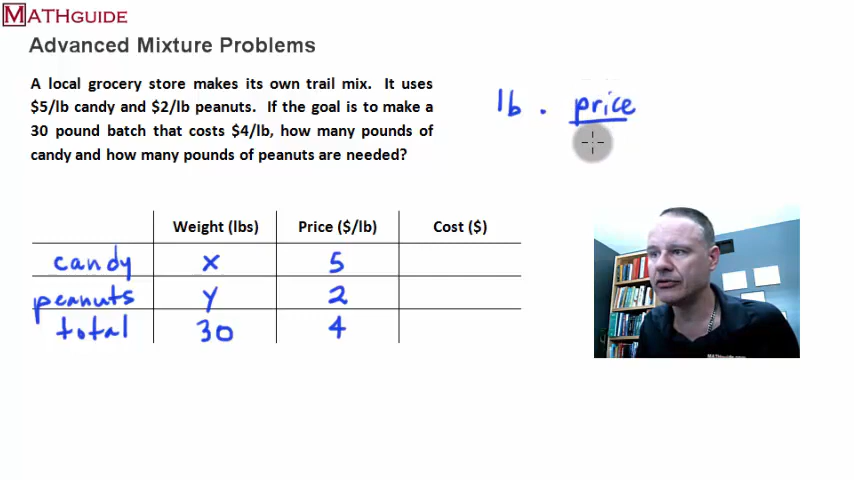 MATHGUIDE
Advanced Mixture Problems
A local grocery store makes its own trail mix. It uses
$5/lb candy and $2/lb peanuts. If the goal is to make a
30 pound batch that costs $4/lb, how many pounds of
candy and how many pounds of peanuts are needed?
lb . price
Weight (lbs) Price ($/lb) Cost ($)
candy x 5
peanuts y 2
total 30 4